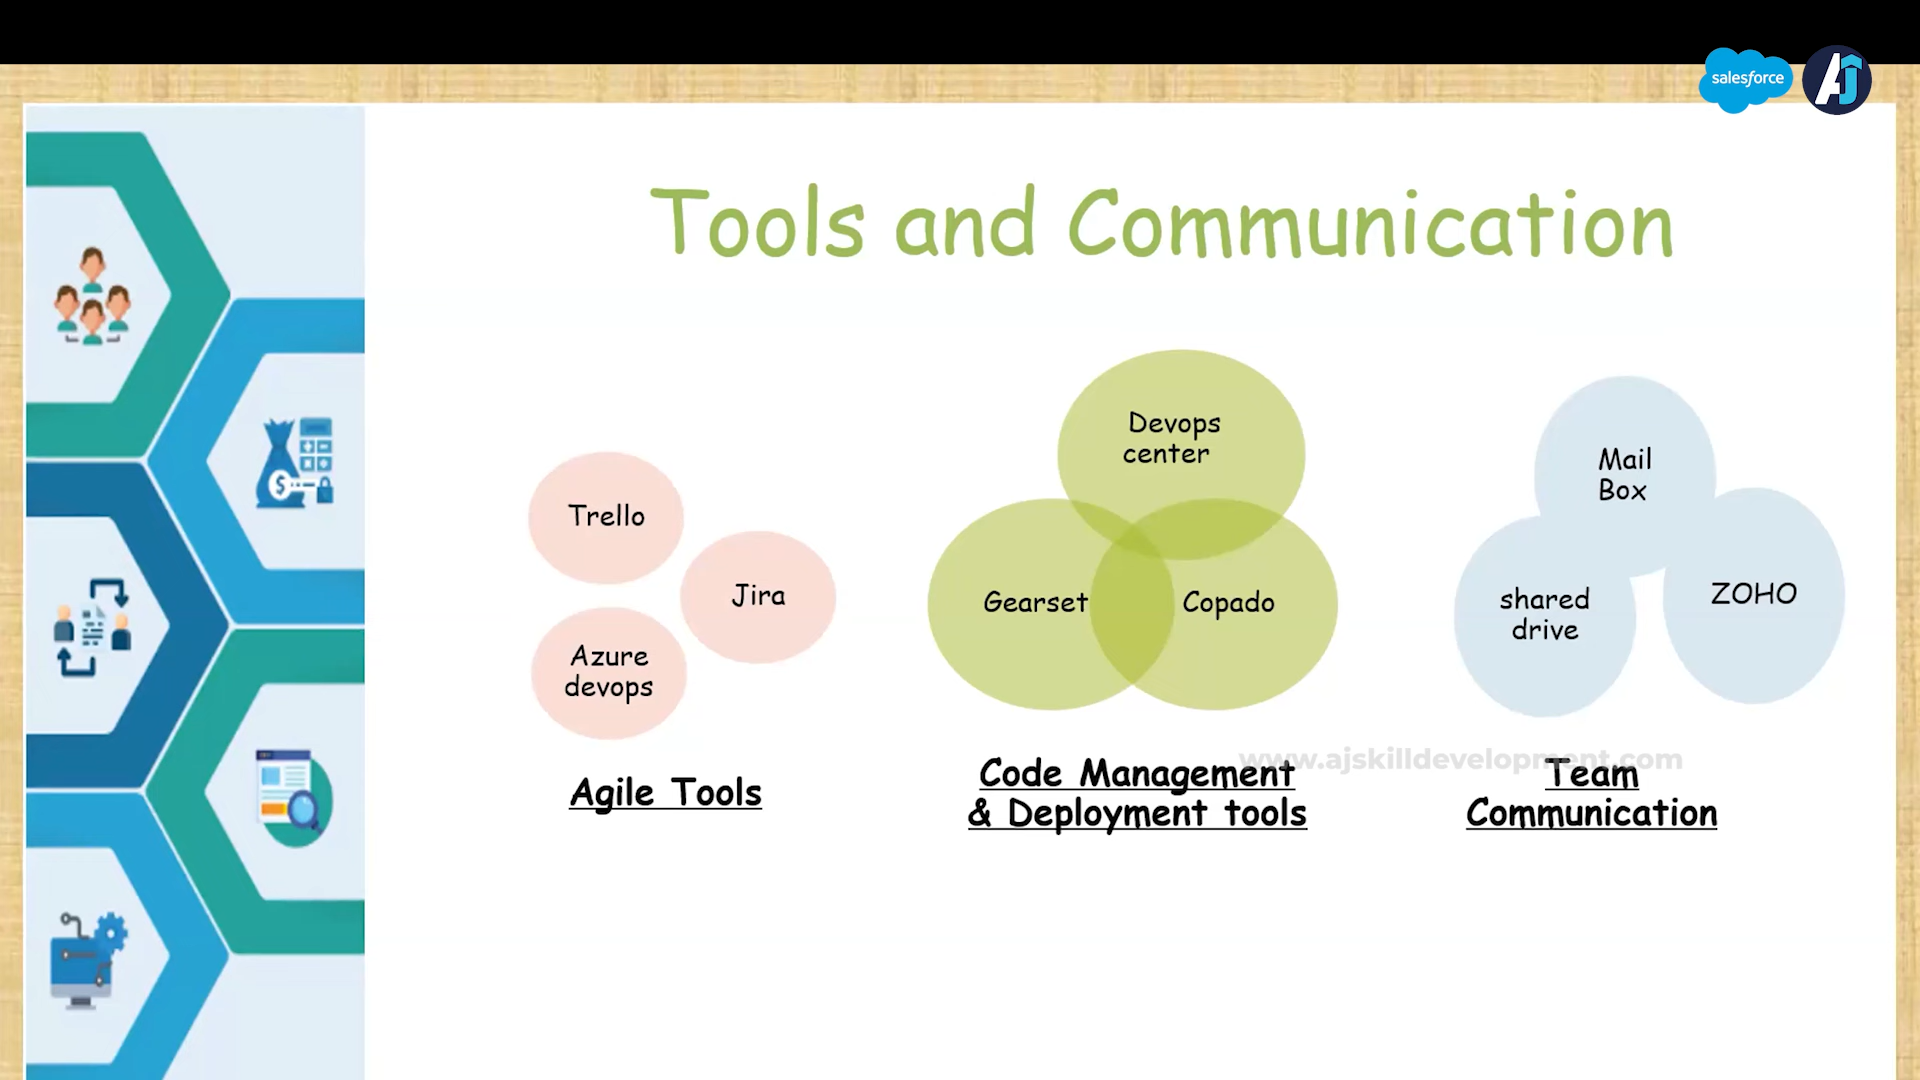 salesforce
AJ
Tools and Communication
Trello
Jira
Azure
devops
Agile Tools
Devops
center
Gearset
Copado
Code Management
& Deployment tools
Mail
Box
shared
drive
ZOHO
www.ajskilldevelopment.com
Team
Communication